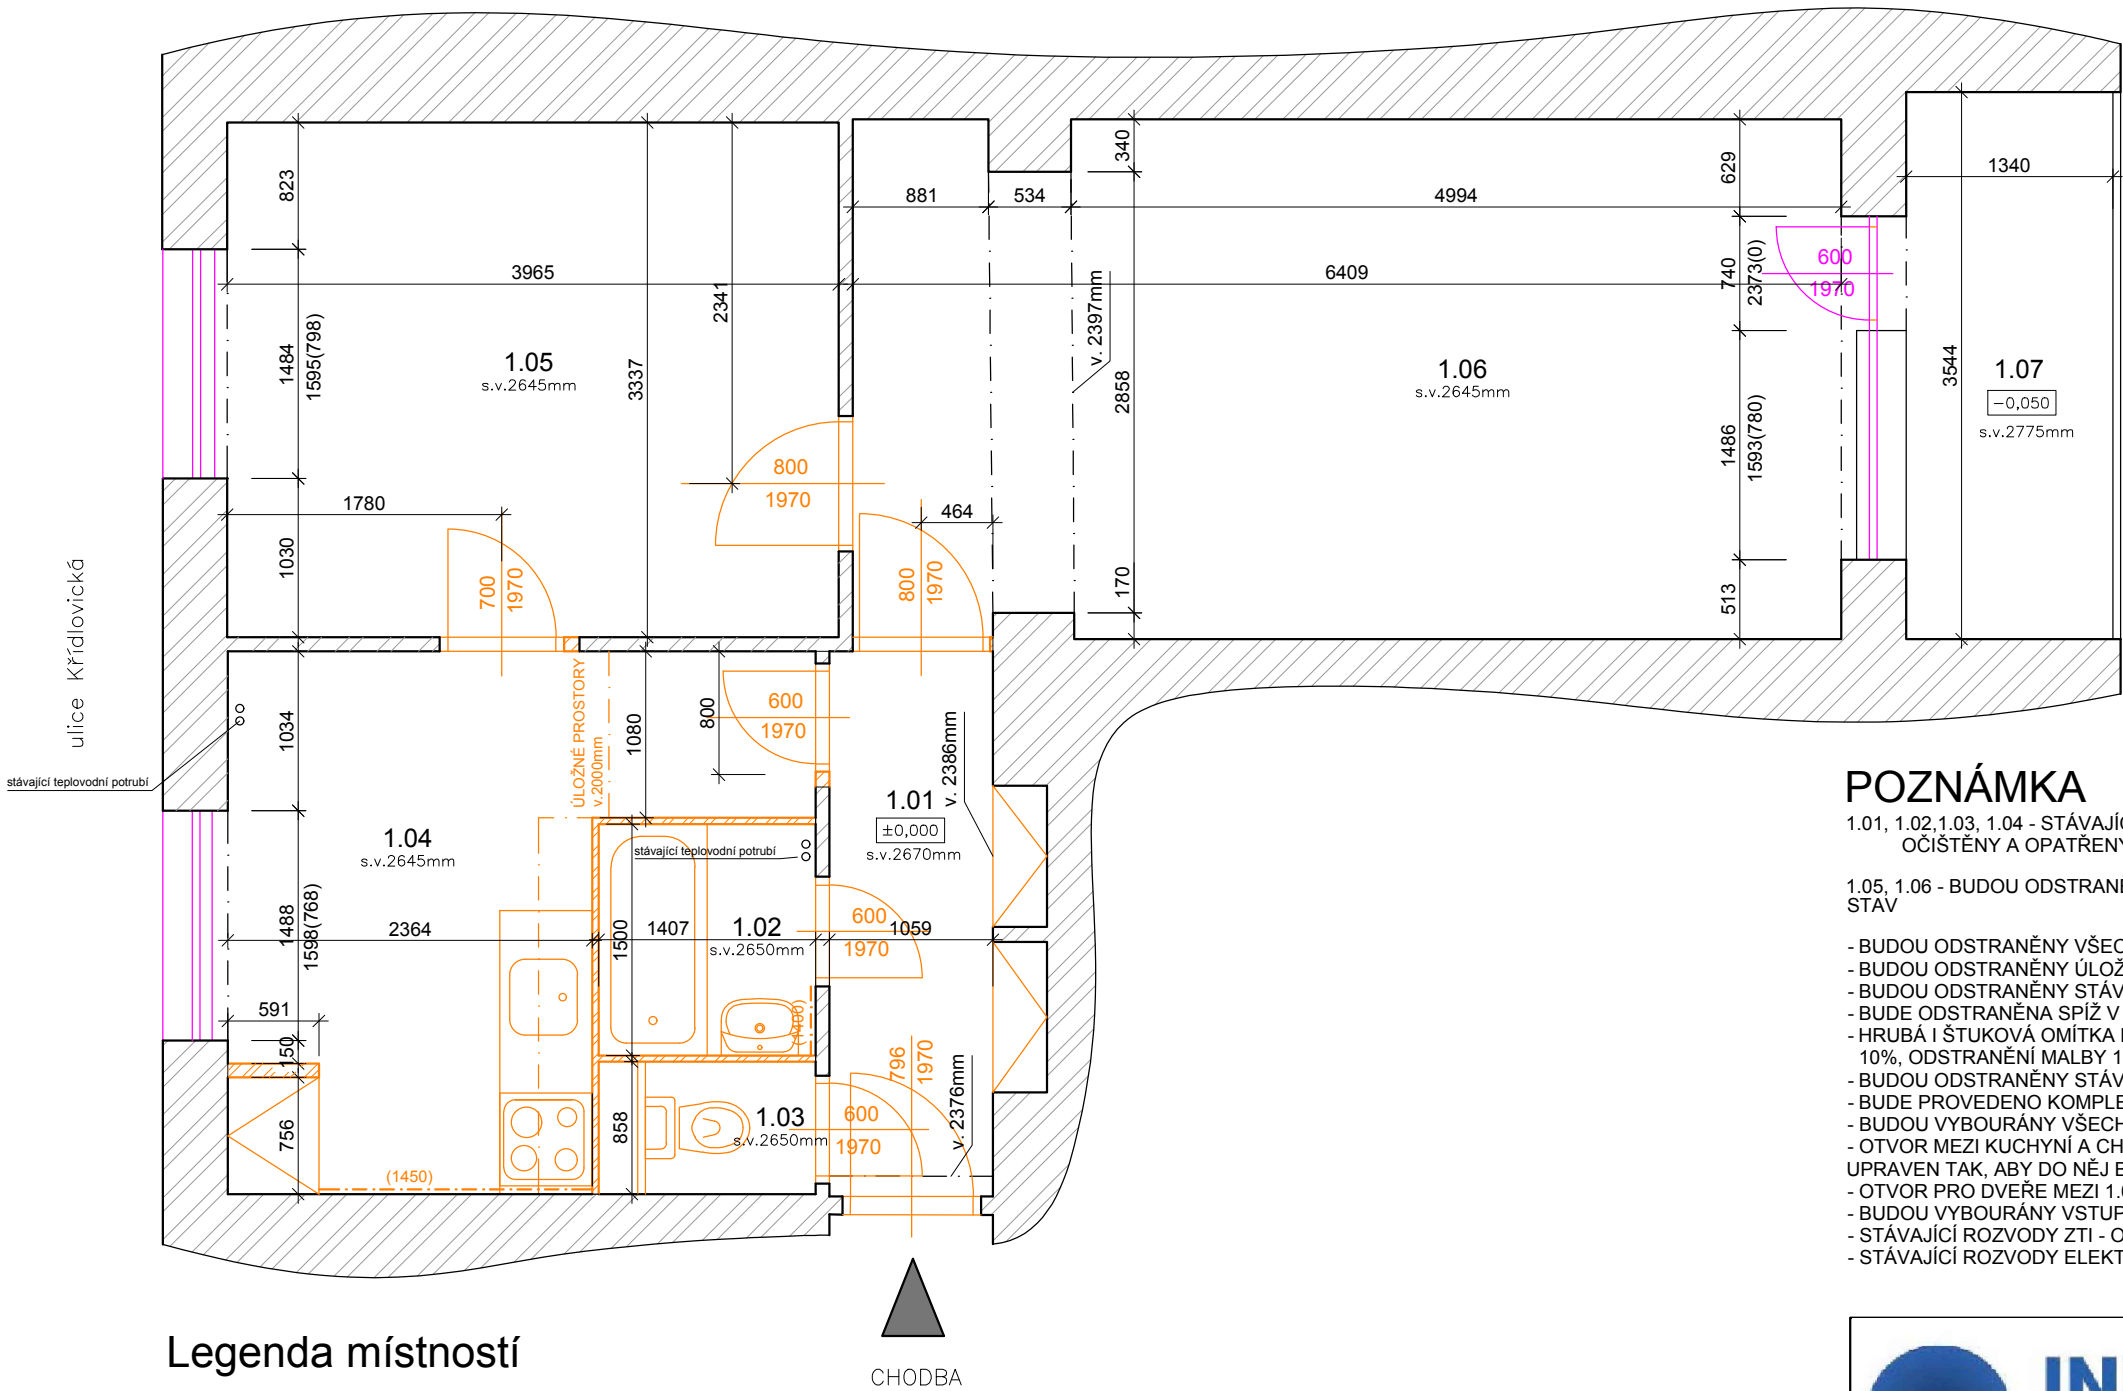 340
629
1340
823
881
534
4994
2373(0)
740
600
1970
3965
6409
2341
v. 2397mm
1484
1595(798)
1.05
s.v.2645mm
3337
2858
1.06
s.v.2645mm
3544
1.07
-0,050
s.v.2775mm
1486
1593(780)
800
1970
1780
464
1030
700
1970
800
1970
170
513
ulice Křídlovická
ÚLOŽNÉ PROSTORY
v.2000mm
1034
1080
800
600
1970
v. 2386mm
stávající teplovodní potrubí
1.04
s.v.2645mm
1.01
±0,000
s.v.2670mm
stávající teplovodní potrubí
1488
1598(768)
2364
1500
1407
1.02
s.v.2650mm
600
1970
1059
591
150
(1400)
796
1970
v. 2376mm
756
858
1.03
s.v.2650mm
600
1970
(1450)
POZNÁMKA
1.01, 1.02,1.03, 1.04 - STÁVAJÍC
OČIŠTĚNY A OPATŘENY
1.05, 1.06 - BUDOU ODSTRANĚ
STAV
- BUDOU ODSTRANĚNY VŠEC
- BUDOU ODSTRANĚNY ÚLOŽ
- BUDOU ODSTRANĚNY STÁV
- BUDE ODSTRANĚNA SPÍŽ V
- HRUBÁ I ŠTUKOVÁ OMÍTKA
10%, ODSTRANĚNÍ MALBY 1
- BUDOU ODSTRANĚNY STÁV
- BUDE PROVEDENO KOMPLE
- BUDOU VYBOURÁNY VŠECH
- OTVOR MEZI KUCHYNÍ A CH
UPRAVEN TAK, ABY DO NĚJ
- OTVOR PRO DVEŘE MEZI 1.
- BUDOU VYBOURÁNY VSTUP
- STÁVAJÍCÍ ROZVODY ZTI - O
- STÁVAJÍCÍ ROZVODY ELEKT
Legenda místností
CHODBA
IN